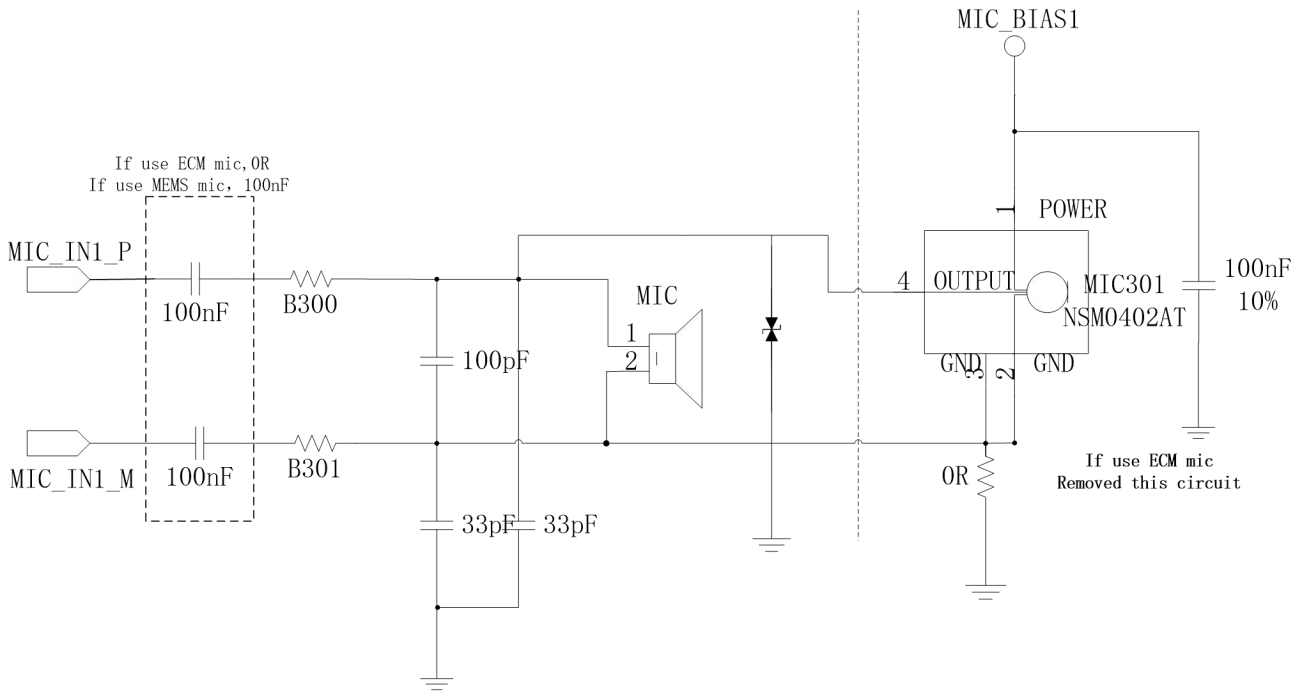 MIC_BIAS1
If use ECM mic,0R
If use MEMS mic, 100nF
1
POWER
MIC_IN1_P
100nF
B300
MIC
4
OUTPUT
MIC301
NSM0402AT
100nF
10%
1
2
100pF
GND
3
2
GND
MIC_IN1_M
100nF
B301
0R
If use ECM mic
Removed this circuit
33pF
33pF